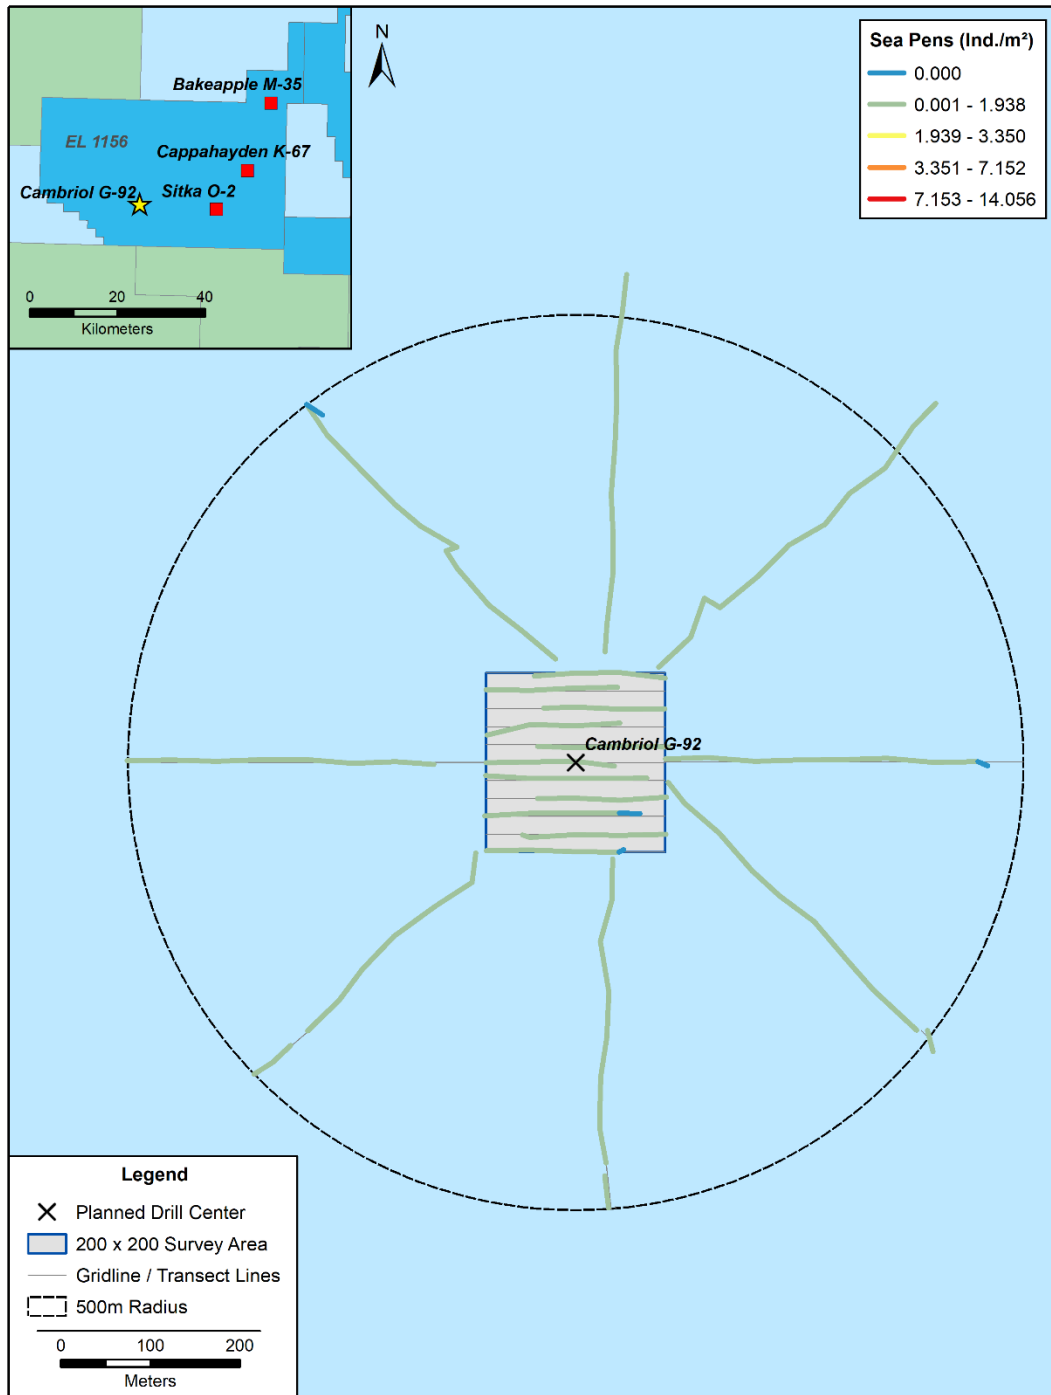 Bakeapple M-35
EL 1156
Cappahayden K-67
Cambriol G-92
Sitka O-2
0 20 40
Kilometers
N
Sea Pens (Ind./m²)
0.000
0.001 - 1.938
1.939 - 3.350
3.351 - 7.152
7.153 - 14.056
Cambriol G-92
Legend
Planned Drill Center
200 x 200 Survey Area
Gridline / Transect Lines
500m Radius
0 100 200
Meters